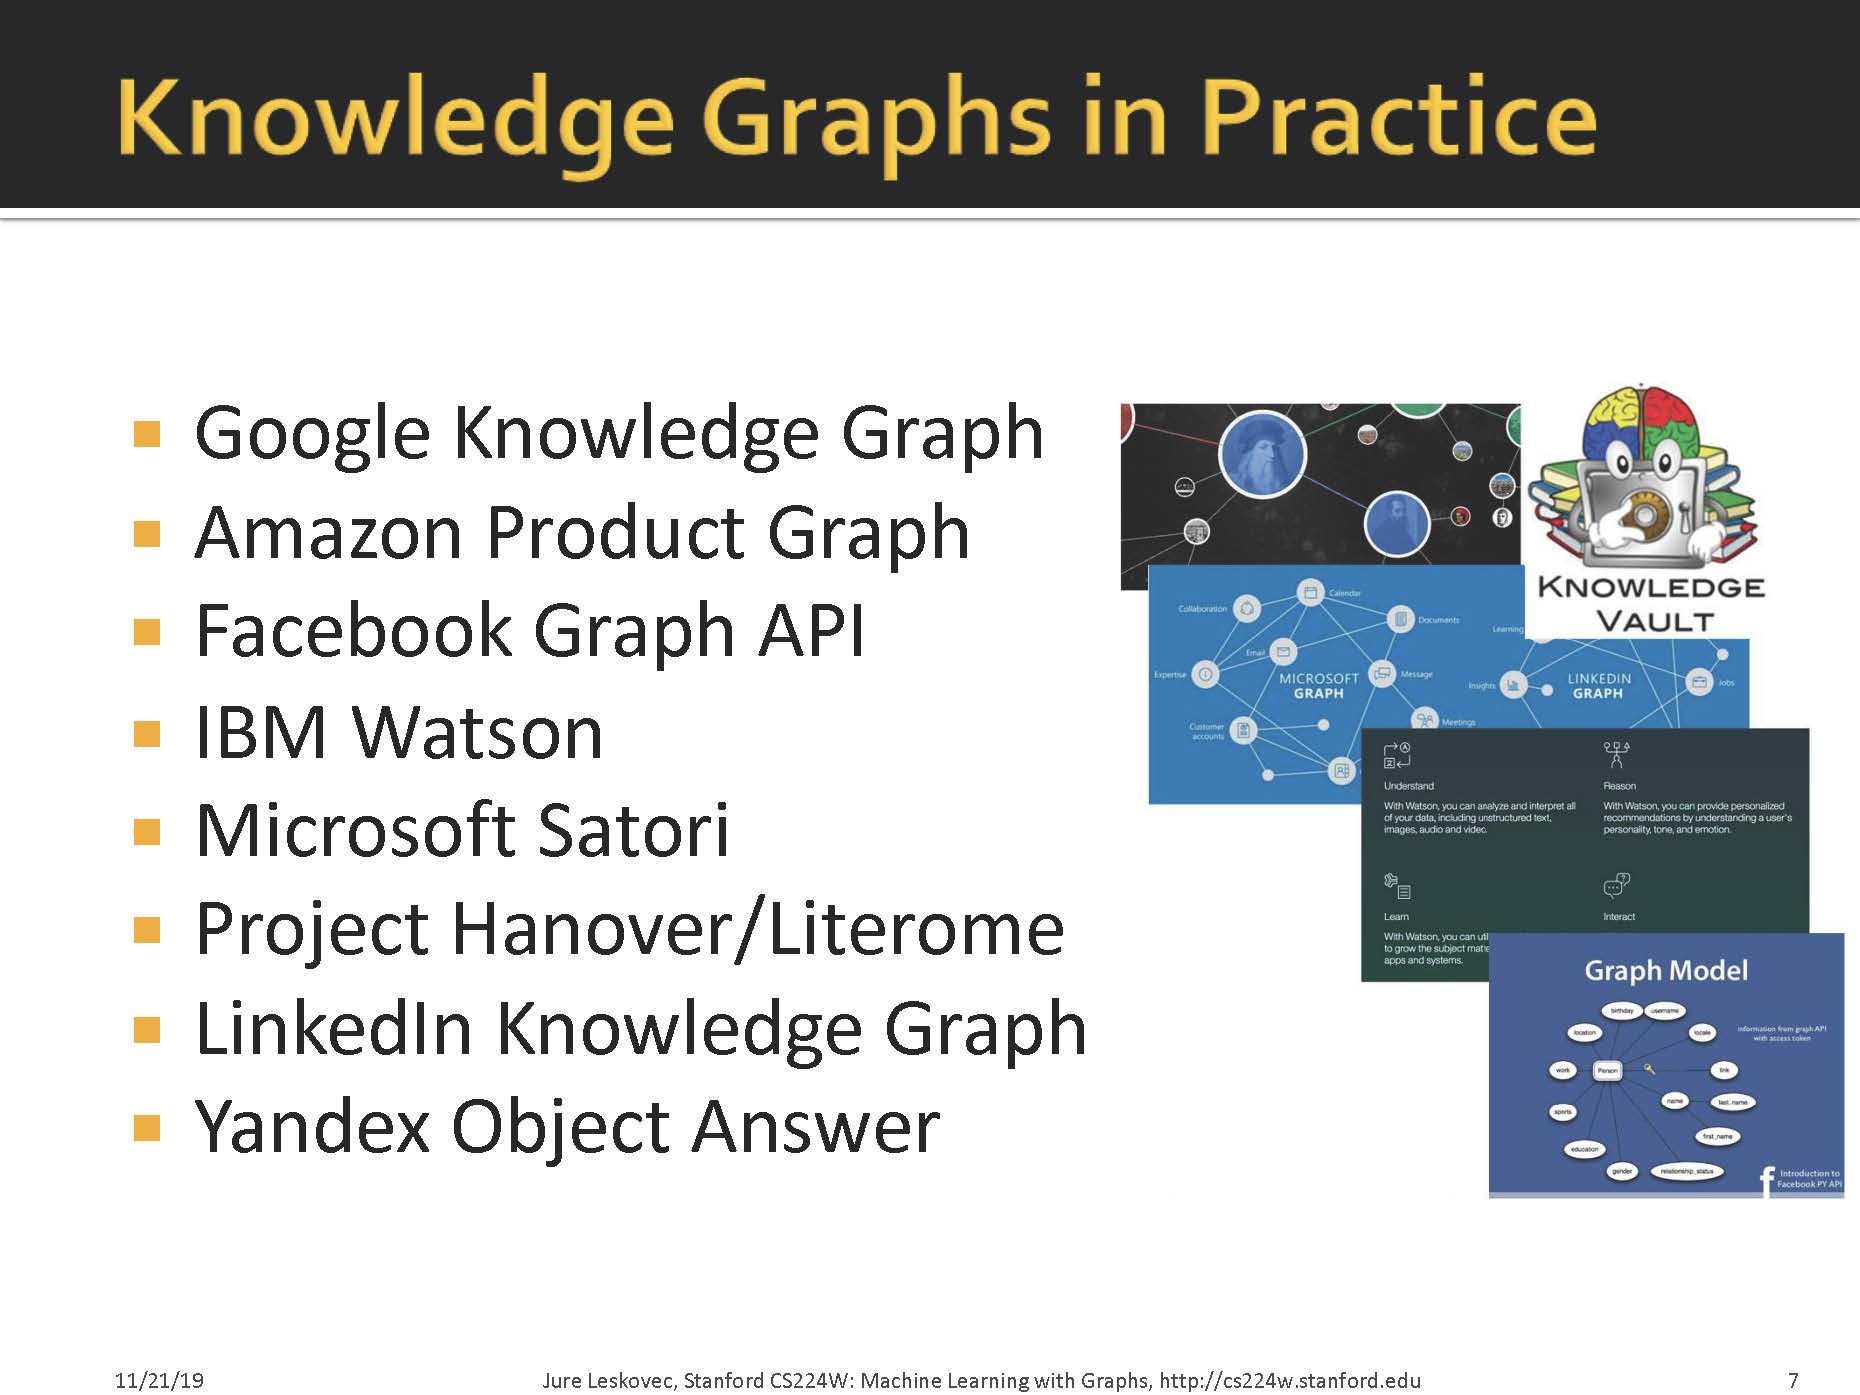 Knowledge Graphs in Practice
Google Knowledge Graph
Amazon Product Graph
Facebook Graph API
IBM Watson
Microsoft Satori
Project Hanover/Literome
LinkedIn Knowledge Graph
Yandex Object Answer
KNOWLEDGE
VAULT
Collaboration
Calendar
Documents
Learning
Email
Expertise
MICROSOFT
GRAPH
Message
Insights
LINKEDIN
GRAPH
Jobs
Customer
accounts
Meetings
Understand
With Watson, you can analyze and interpret all
of your data, including unstructured text,
images, audio and video.
Reason
With Watson, you can provide personalized
recommendations by understanding a user's
personality, tone, and emotion.
Learn
With Watson, you can
to grow the subject
apps and systems.
Interact
Graph Model
birthday
username
location
locale
information from graph API
with access token
work
Person
link
name
last_name
sports
first_name
education
gender
relationship_status
f
Introduction to
Facebook PY API
11/21/19
Jure Leskovec, Stanford CS224W: Machine Learning with Graphs, http://cs224w.stanford.edu
7